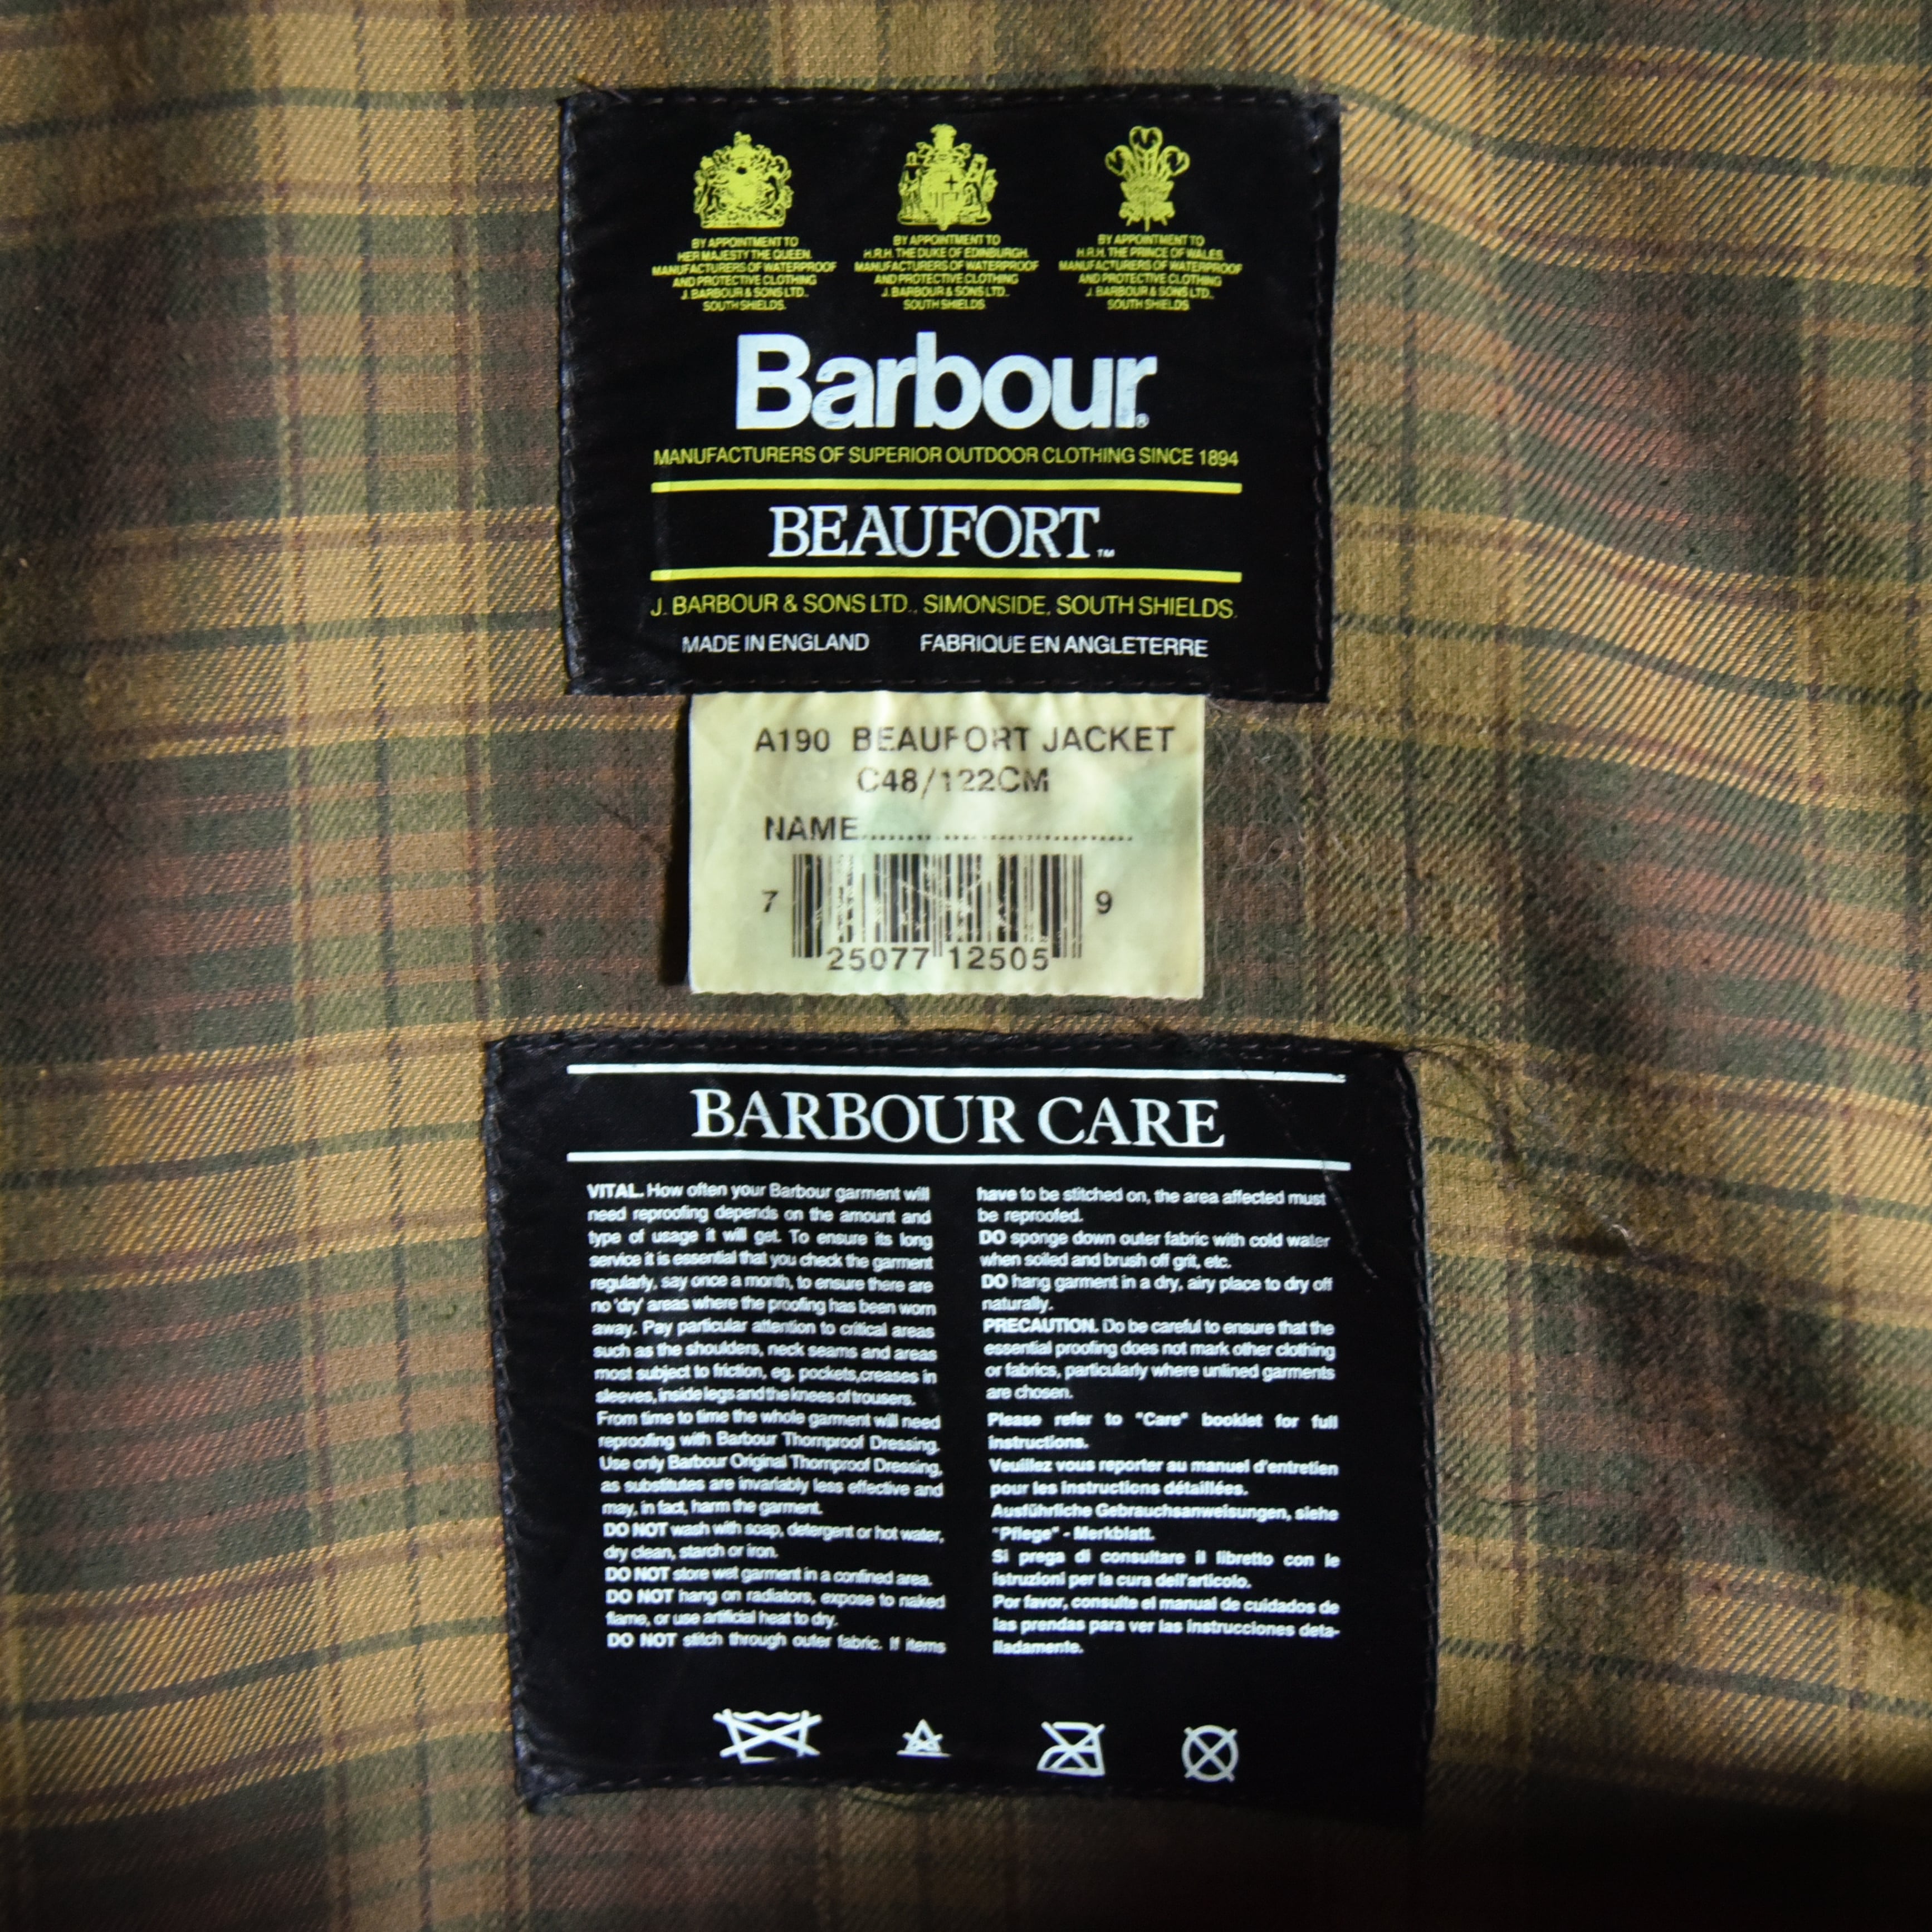 BY APPOINTMENT TO
HER MAJESTY THE QUEEN.
MANUFACTURERS OF WATERPROOF
AND PROTECTIVE CLOTHING
J. BARBOUR & SONS LTD.,
SOUTH SHIELDS.
BY APPOINTMENT TO
H.R.H. THE DUKE OF EDINBURGH.
MANUFACTURERS OF WATERPROOF
AND PROTECTIVE CLOTHING
J. BARBOUR & SONS LTD.,
SOUTH SHIELDS.
BY APPOINTMENT TO
H.R.H. THE PRINCE OF WALES.
MANUFACTURERS OF WATERPROOF
AND PROTECTIVE CLOTHING
J. BARBOUR & SONS LTD.,
SOUTH SHIELDS.
Barbour®
MANUFACTURERS OF SUPERIOR OUTDOOR CLOTHING SINCE 1894
BEAUFORT™
J. BARBOUR & SONS LTD., SIMONSIDE, SOUTH SHIELDS.
MADE IN ENGLAND FABRIQUE EN ANGLETERRE
A190 BEAUFORT JACKET
C48/122CM
NAME..............................
7 25077 12505 9
BARBOUR CARE
VITAL. How often your Barbour garment will
need reproofing depends on the amount and
type of usage it will get. To ensure its long
service it is essential that you check the garment
regularly, say once a month, to ensure there are
no 'dry' areas where the proofing has been worn
away. Pay particular attention to critical areas
such as the shoulders, neck seams and areas
most subject to friction, eg. pockets,creases in
sleeves, inside legs and the knees of trousers.
From time to time the whole garment will need
reproofing with Barbour Thornproof Dressing.
Use only Barbour Original Thornproof Dressing,
as substitutes are invariably less effective and
may, in fact, harm the garment.
DO NOT wash with soap, detergent or hot water,
dry clean, starch or iron.
DO NOT store wet garment in a confined area.
DO NOT hang on radiators, expose to naked
flame, or use artificial heat to dry.
DO NOT stitch through outer fabric. If items
have to be stitched on, the area affected must
be reproofed.
DO sponge down outer fabric with cold water
when soiled and brush off grit, etc.
DO hang garment in a dry, airy place to dry off
naturally.
PRECAUTION. Do be careful to ensure that the
essential proofing does not mark other clothing
or fabrics, particularly where unlined garments
are chosen.
Please refer to "Care" booklet for full
instructions.
Veuillez vous reporter au manuel d'entretien
pour les instructions détaillées.
Ausführliche Gebrauchsanweisungen, siehe
"Pflege" - Merkblatt.
Si prega di consultare il libretto con le
istruzioni per la cura dell'articolo.
Por favor, consulte el manual de cuidados de
las prendas para ver las instrucciones deta-
lladamente.